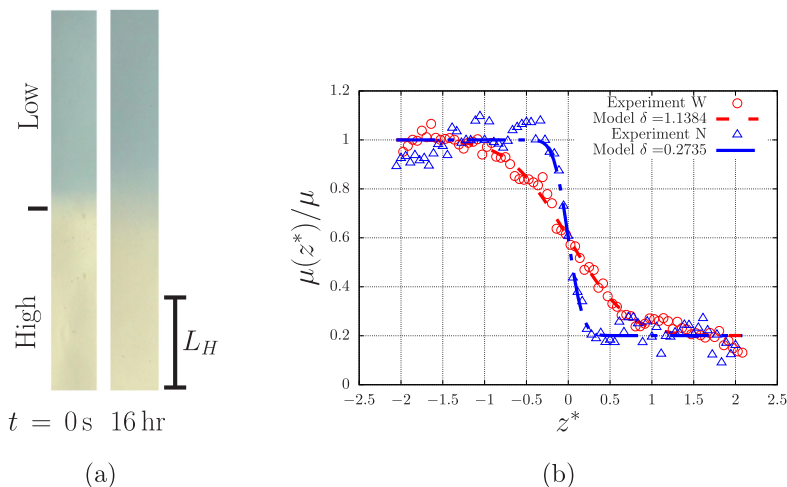 Low
High
L_H
t = 0 s 16 hr
(a)
μ(z*)/μ
1.2
1
0.8
0.6
0.4
0.2
0
Experiment W
Model δ =1.1384
Experiment N
Model δ =0.2735
−2.5 −2 −1.5 −1 −0.5 0 0.5 1 1.5 2 2.5
z*
(b)